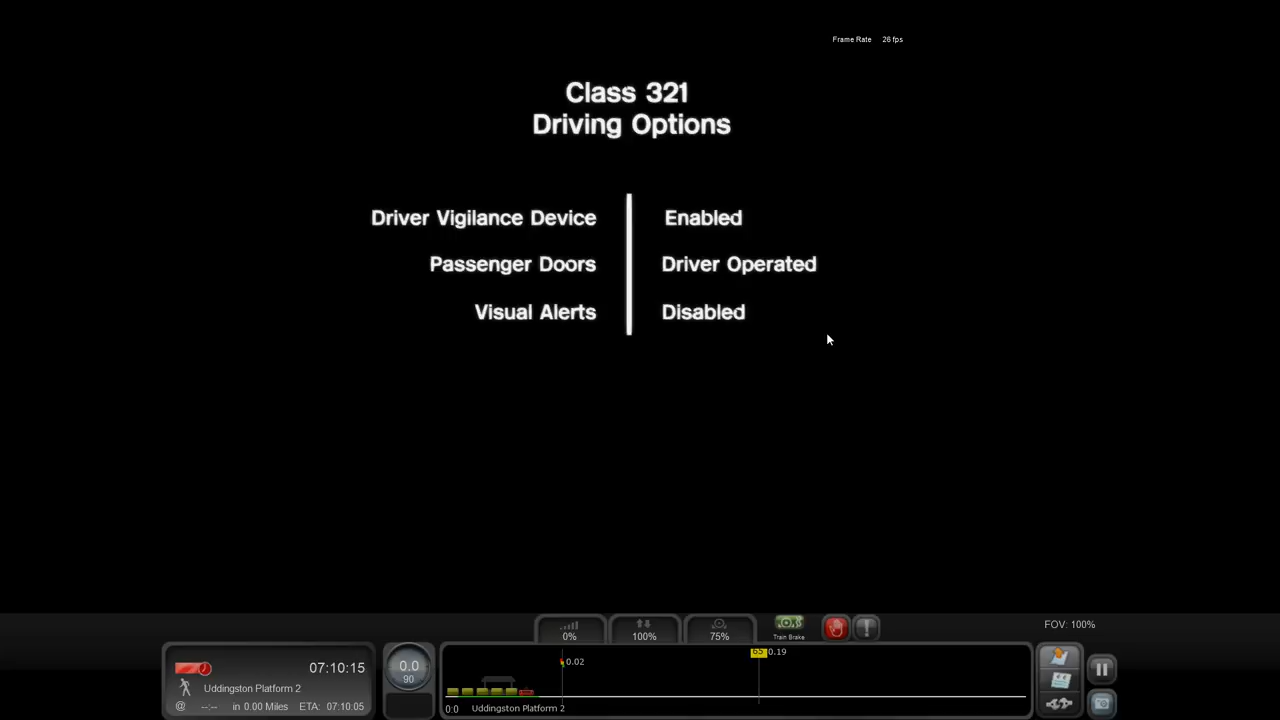 Frame Rate 26 fps
Class 321
Driving Options
Driver Vigilance Device Enabled
Passenger Doors Driver Operated
Visual Alerts Disabled
0%
100%
75%
Train Brake
FOV: 100%
07:10:15
Uddingston Platform 2
@ --:-- in 0.00 Miles ETA: 07:10:05
0.0
90
0.02
65 0.19
0:0 Uddingston Platform 2